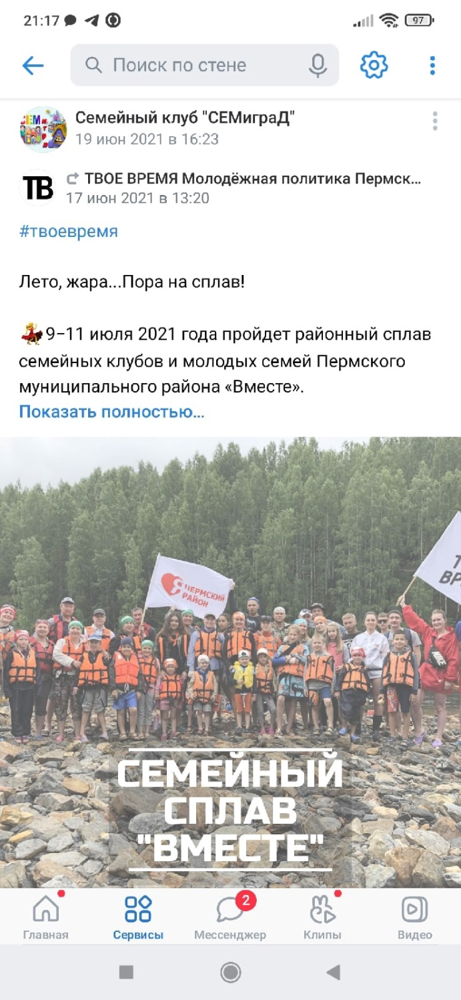 21:17
97
Поиск по стене
СЕМиграД
Семейный клуб "СЕМиграД"
19 июн 2021 в 16:23
ТВ
ТВОЕ ВРЕМЯ Молодёжная политика Пермск...
17 июн 2021 в 13:20
#твоевремя
Лето, жара...Пора на сплав!
9–11 июля 2021 года пройдет районный сплав
семейных клубов и молодых семей Пермского
муниципального района «Вместе».
Показать полностью...
Я ПЕРМСКИЙ
РАЙОН
Т
ВР
NIKE
СЕМЕЙНЫЙ
СПЛАВ
"ВМЕСТЕ"
2
Главная
Сервисы
Мессенджер
Клипы
Видео